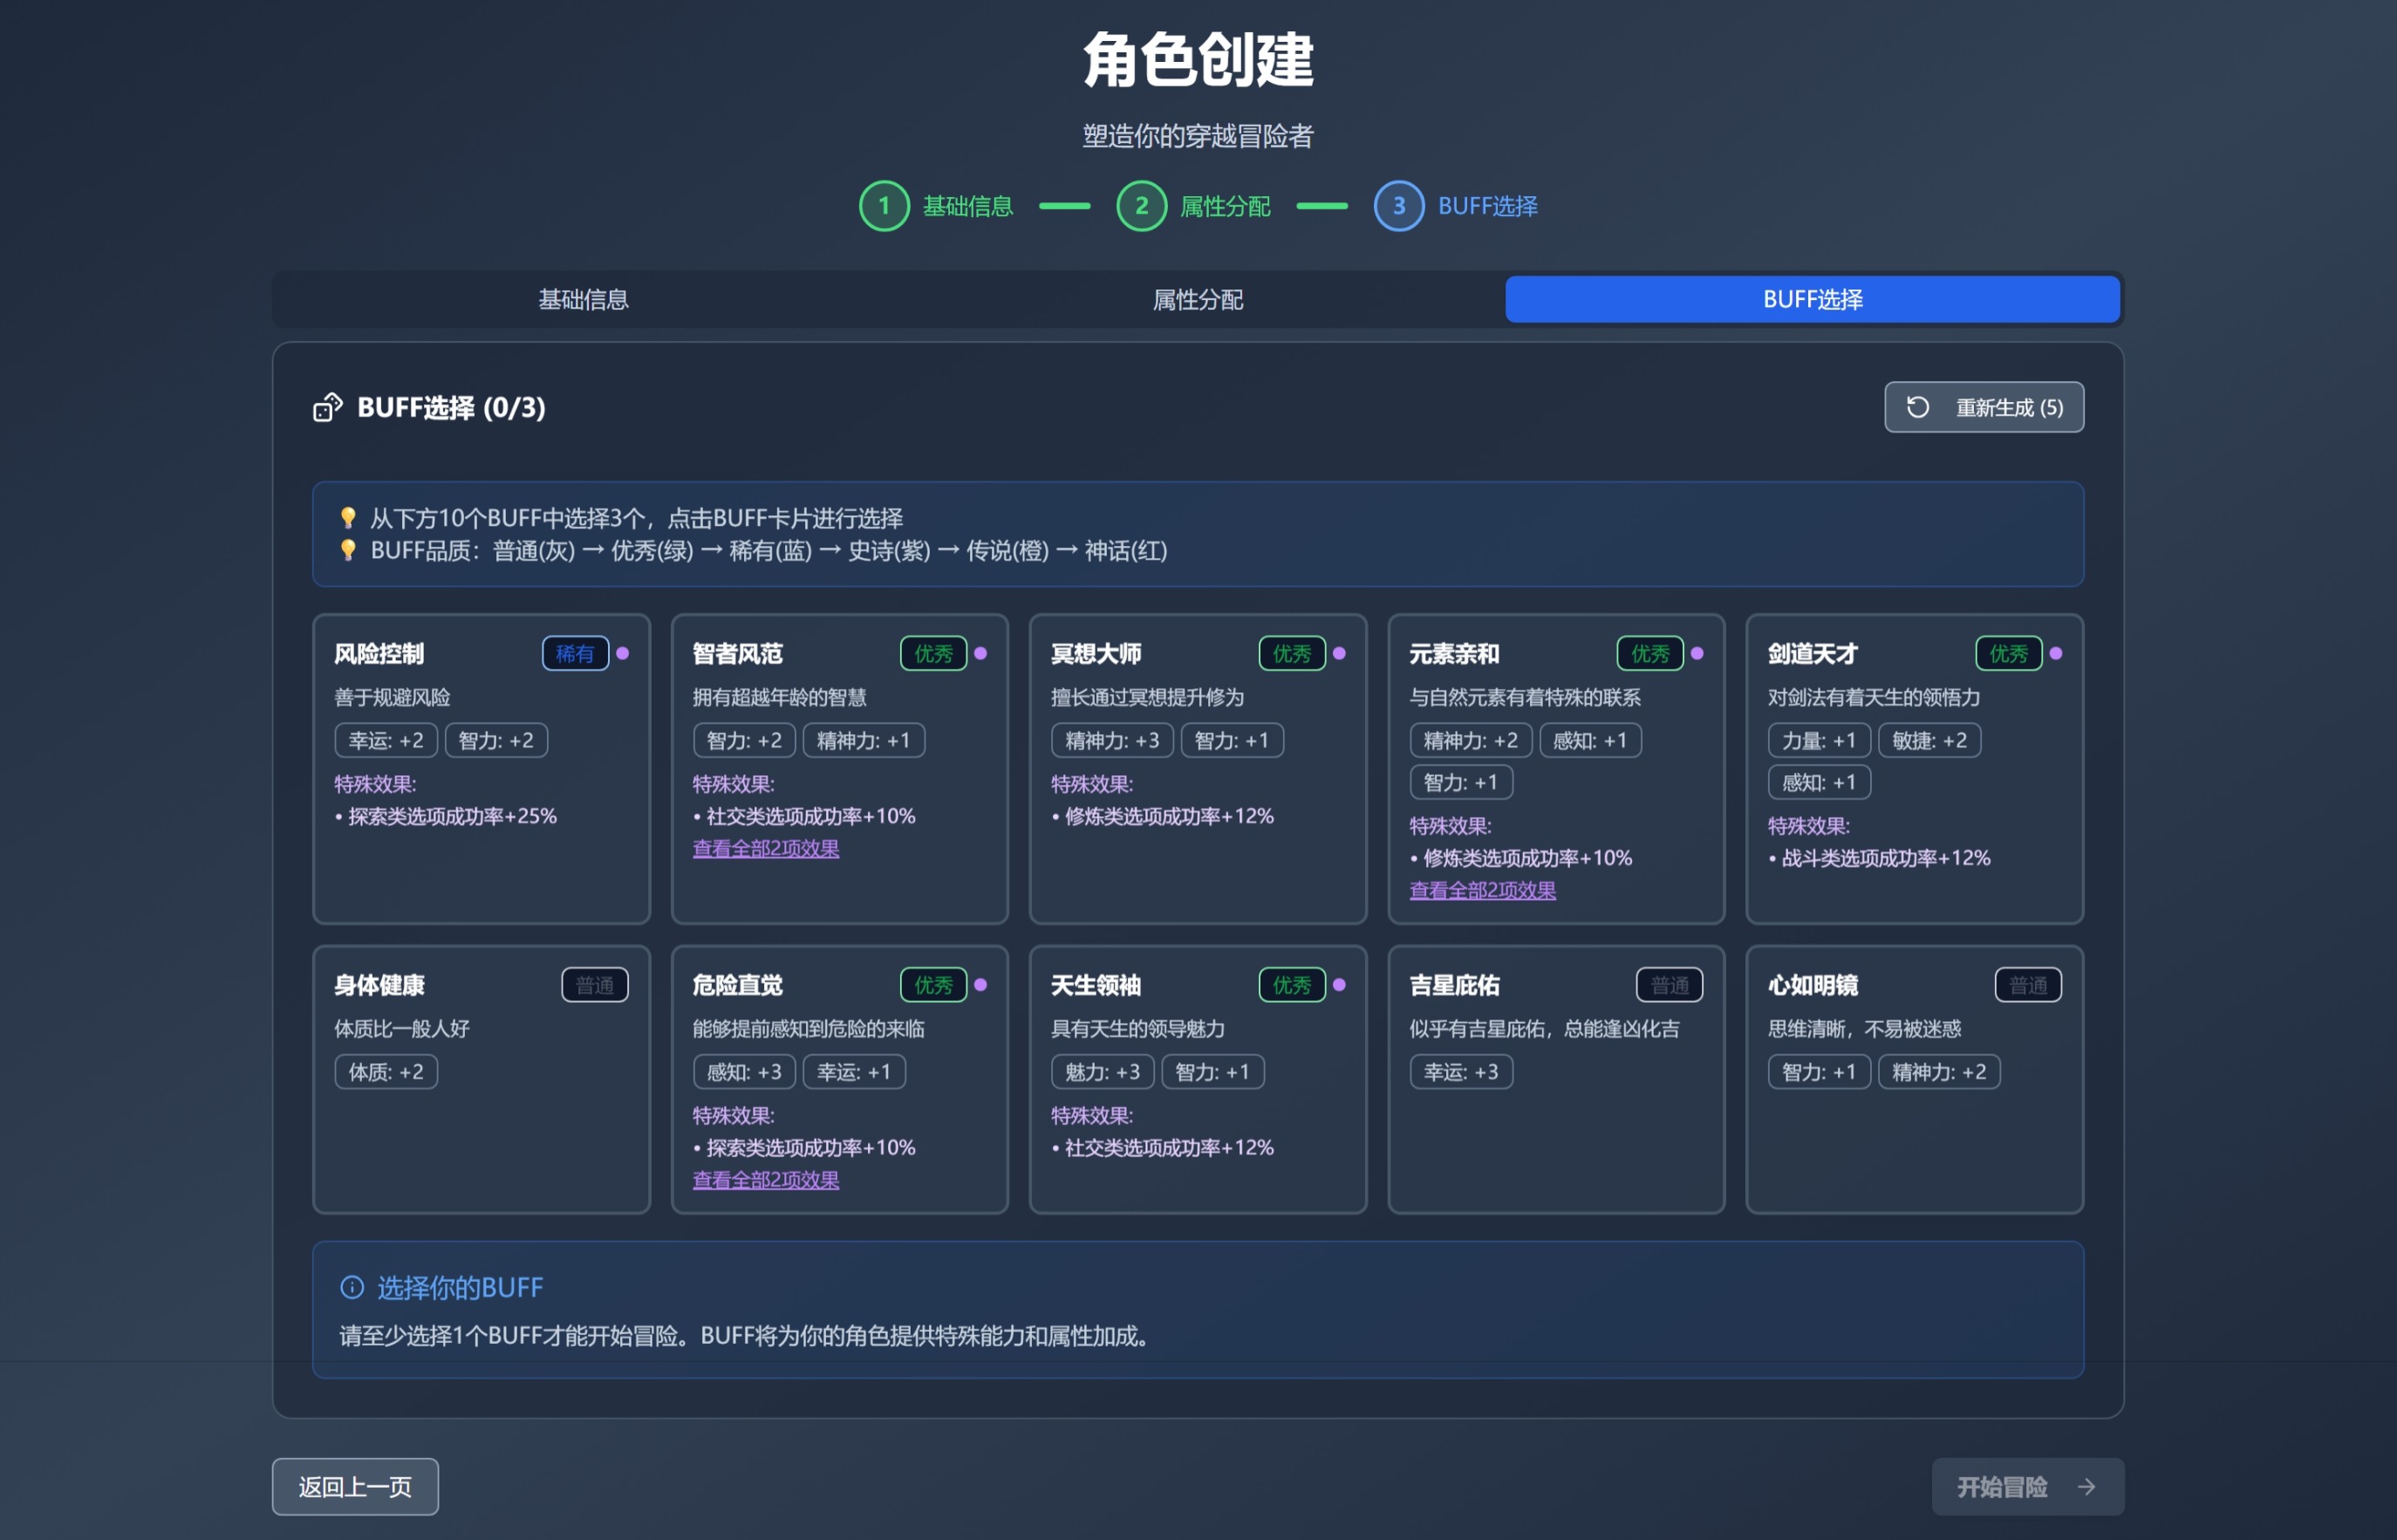 角色创建
塑造你的穿越冒险者
1 基础信息 2 属性分配 3 BUFF选择
基础信息 属性分配 BUFF选择
BUFF选择 (0/3) 重新生成 (5)
从下方10个BUFF中选择3个，点击BUFF卡片进行选择
BUFF品质：普通(灰) → 优秀(绿) → 稀有(蓝) → 史诗(紫) → 传说(橙) → 神话(红)
风险控制 稀有
善于规避风险
幸运: +2 智力: +2
特殊效果:
• 探索类选项成功率+25%
智者风范 优秀
拥有超越年龄的智慧
智力: +2 精神力: +1
特殊效果:
• 社交类选项成功率+10%
查看全部2项效果
冥想大师 优秀
擅长通过冥想提升修为
精神力: +3 智力: +1
特殊效果:
• 修炼类选项成功率+12%
元素亲和 优秀
与自然元素有着特殊的联系
精神力: +2 感知: +1
智力: +1
特殊效果:
• 修炼类选项成功率+10%
查看全部2项效果
剑道天才 优秀
对剑法有着天生的领悟力
力量: +1 敏捷: +2
感知: +1
特殊效果:
• 战斗类选项成功率+12%
身体健康 普通
体质比一般人好
体质: +2
危险直觉 优秀
能够提前感知到危险的来临
感知: +3 幸运: +1
特殊效果:
• 探索类选项成功率+10%
查看全部2项效果
天生领袖 优秀
具有天生的领导魅力
魅力: +3 智力: +1
特殊效果:
• 社交类选项成功率+12%
吉星庇佑 普通
似乎有吉星庇佑，总能逢凶化吉
幸运: +3
心如明镜 普通
思维清晰，不易被迷惑
智力: +1 精神力: +2
选择你的BUFF
请至少选择1个BUFF才能开始冒险。BUFF将为你的角色提供特殊能力和属性加成。
返回上一页 开始冒险 →